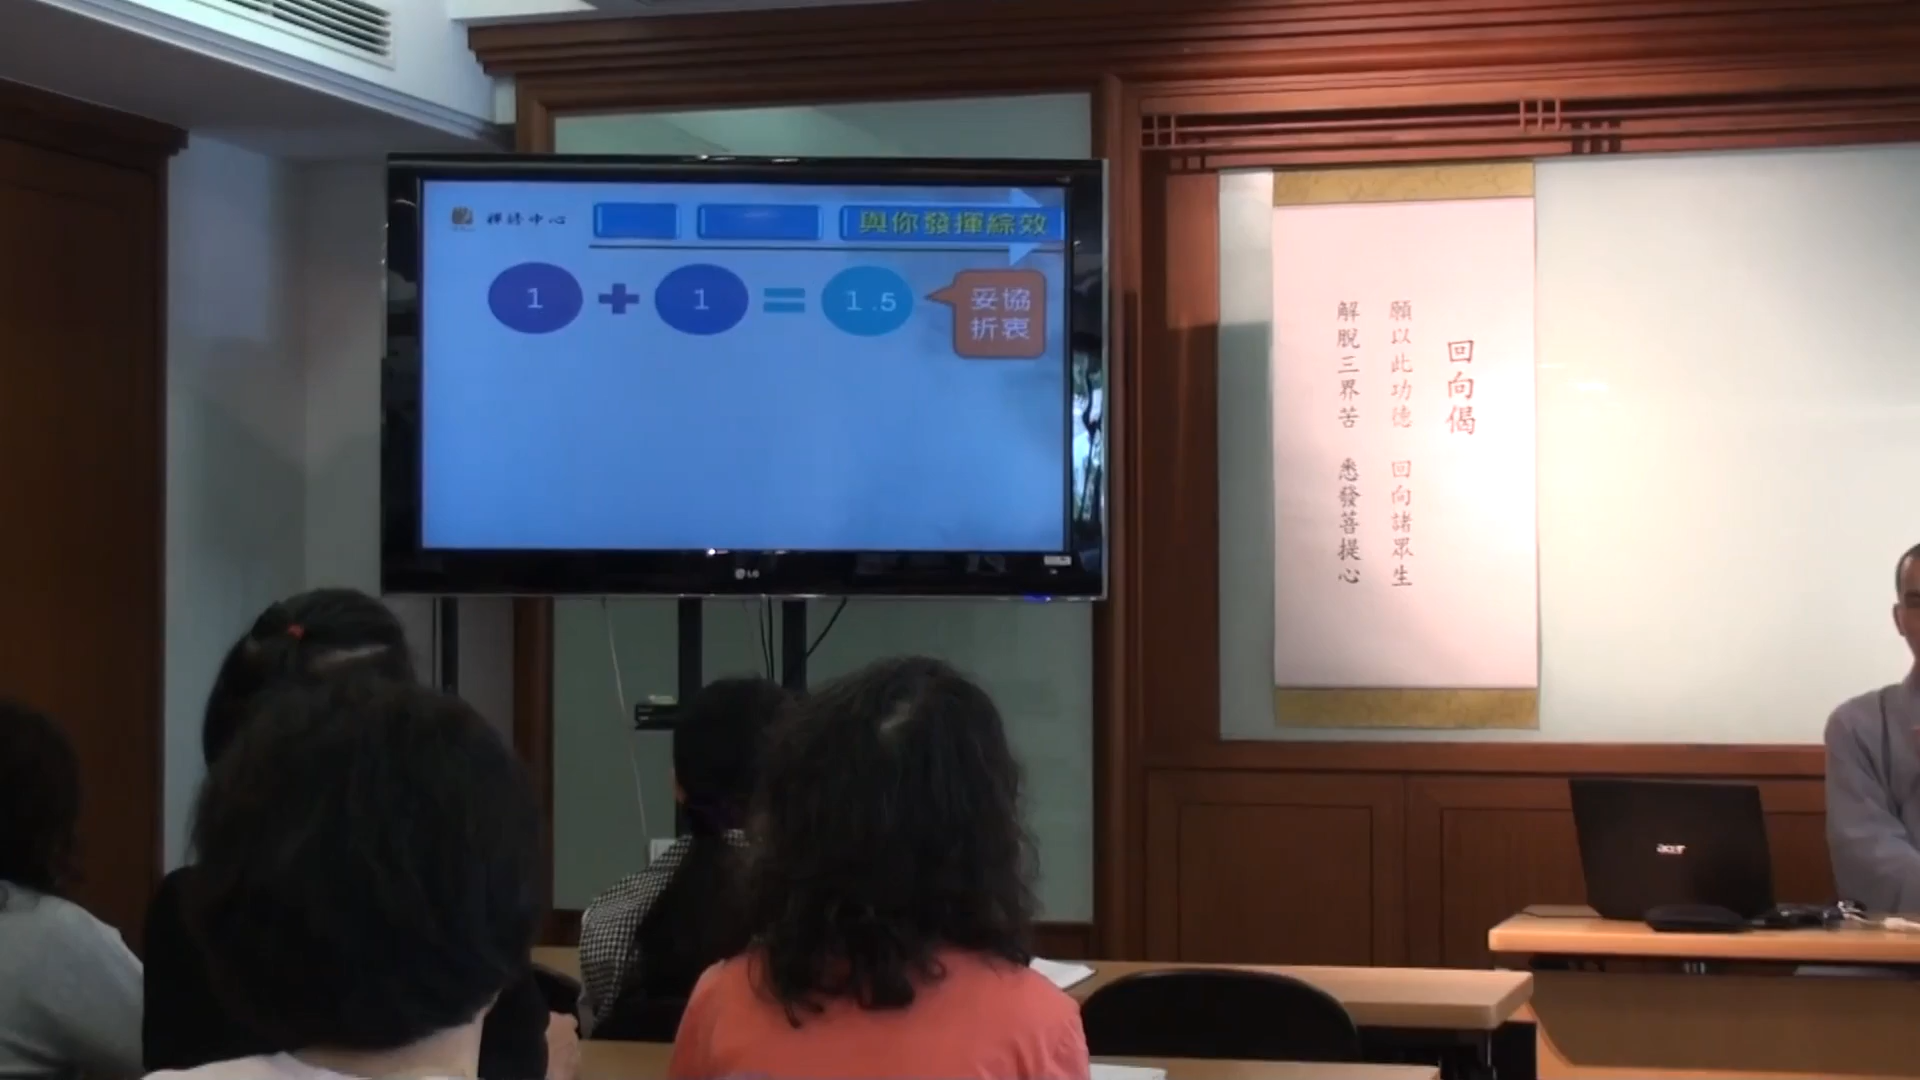 禪修中心
與你發揮綜效
1 + 1 = 1.5
妥協
折衷
LG
回向偈
願以此功德 回向諸眾生
解脫三界苦 悉發菩提心
acer